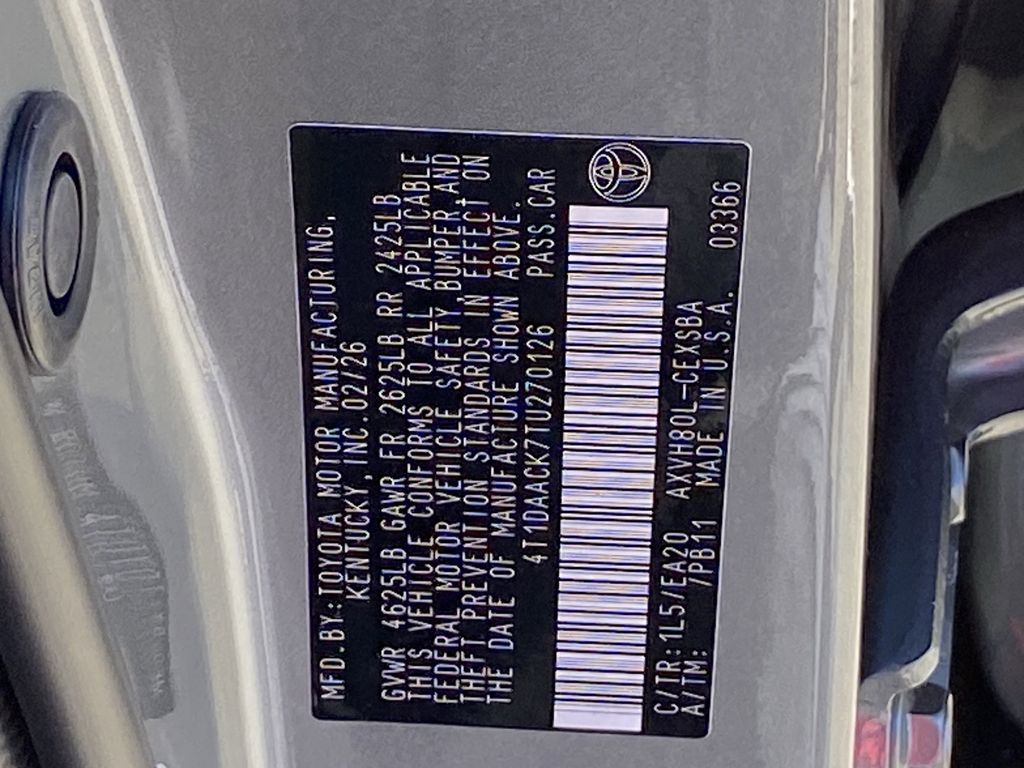 MFD.BY:TOYOTA MOTOR MANUFACTURING,
KENTUCKY, INC.02/26
GVWR 4625LB GAWR FR 2625LB RR 2425LB
THIS VEHICLE CONFORMS TO ALL APPLICABLE
FEDERAL MOTOR VEHICLE SAFETY, BUMPER,AND
THEFT PREVENTION STANDARDS IN EFFECT ON
THE DATE OF MANUFACTURE SHOWN ABOVE.
4T1DAACK7TU270126 PASS.CAR
C/TR:1L5/EA20 AXVH80L-CEXSBA
A/TM: 7PB11 MADE IN U.S.A. 03366